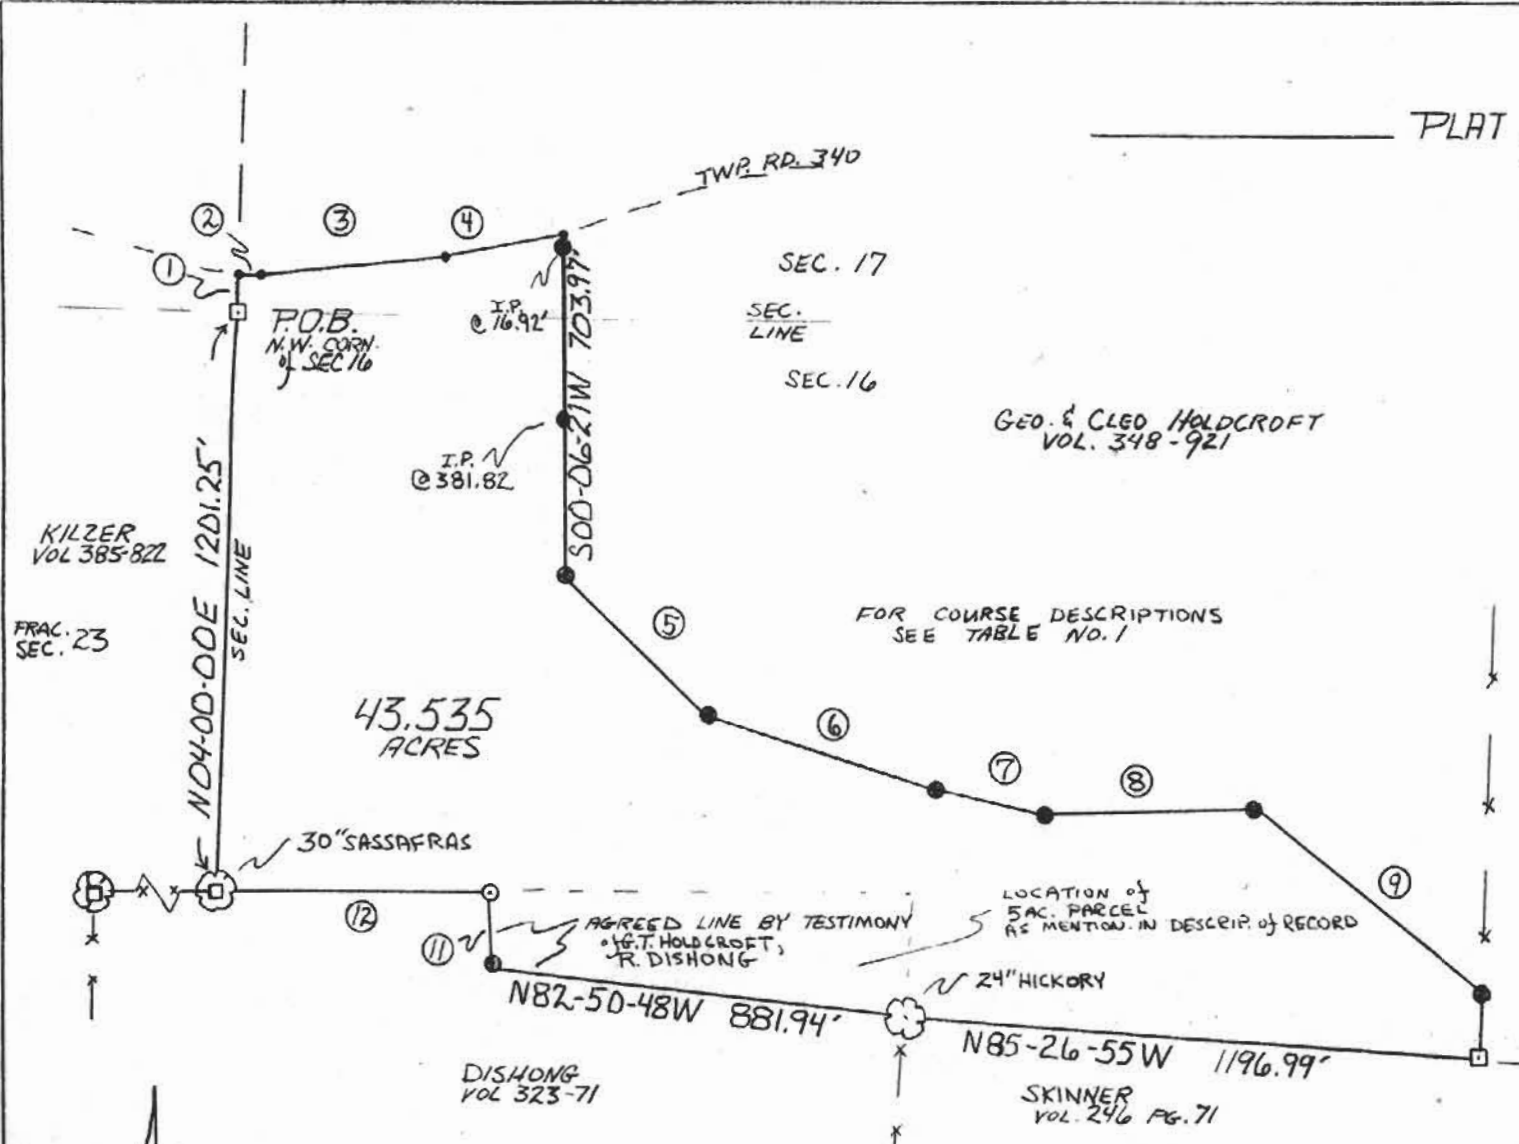 PLAT
TWP. RD. 340
②
③
④
①
SEC. 17
SEC.
LINE
SEC. 16
P.O.B.
N.W. CORN.
of SEC 16
I.P.
@ 16.92'
S00-06-21W 703.97'
I.P.
@ 381.82
GEO. & CLEO HOLDCROFT
VOL. 348-921
KILZER
VOL 385-822
FRAC.
SEC. 23
N04-00-00E 1201.25'
SEC. LINE
⑤
FOR COURSE DESCRIPTIONS
SEE TABLE NO. 1
43.535
ACRES
⑥
⑦
⑧
⑨
30" SASSAFRAS
⑫
⑪
AGREED LINE BY TESTIMONY
of G.T. HOLDCROFT,
R. DISHONG
LOCATION of
5 AC. PARCEL
AS MENTION. IN DESCRIP. of RECORD
24" HICKORY
N82-50-48W 881.94'
N85-26-55W 1196.99'
DISHONG
VOL 323-71
SKINNER
VOL. 246 PG. 71